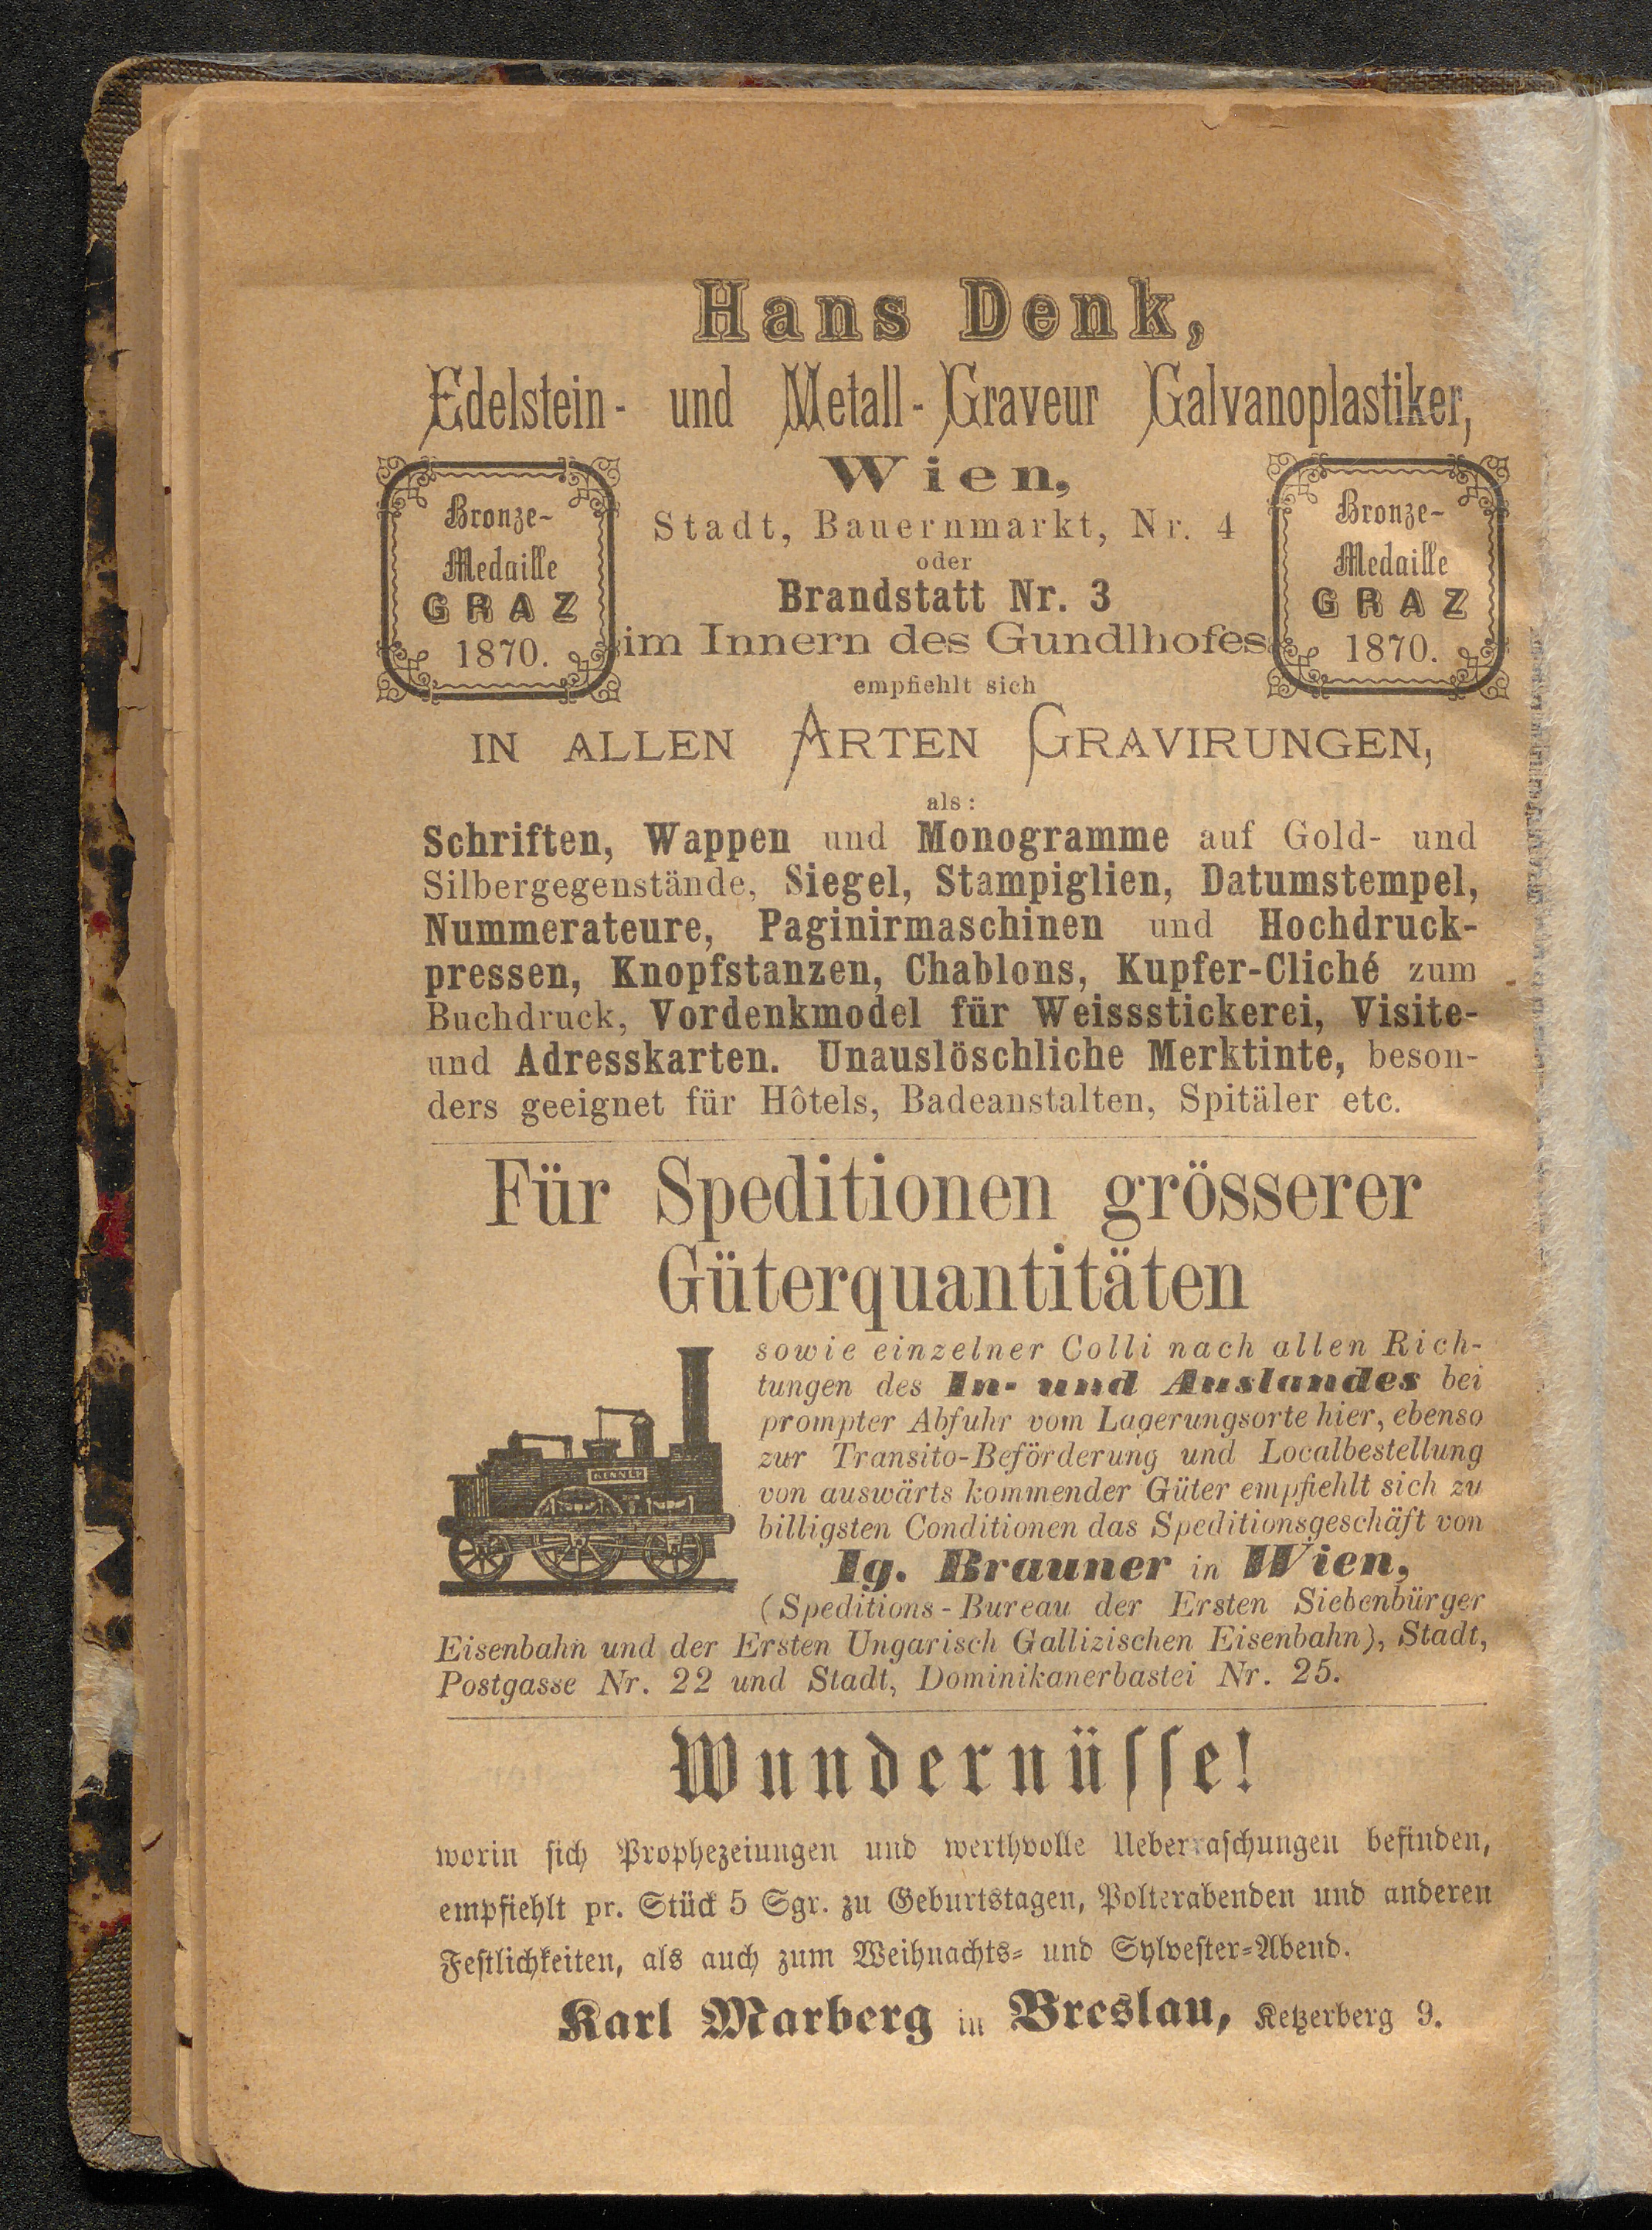 Hans Denk,
Edelstein- und Metall-Graveur Galvanoplastiker,
Wien,
Bronze-
Medaille
GRAZ
1870.
Stadt, Bauernmarkt, Nr. 4
oder
Brandstatt Nr. 3
im Innern des Gundlhofes
empfiehlt sich
Bronze-
Medaille
GRAZ
1870.
IN ALLEN ARTEN GRAVIRUNGEN,
als:
Schriften, Wappen und Monogramme auf Gold- und
Silbergegenstände, Siegel, Stampiglien, Datumstempel,
Nummerateure, Paginirmaschinen und Hochdruck-
pressen, Knopfstanzen, Chablons, Kupfer-Cliché zum
Buchdruck, Vordenkmodel für Weissstickerei, Visite-
und Adresskarten. Unauslöschliche Merktinte, beson-
ders geeignet für Hôtels, Badeanstalten, Spitäler etc.
Für Speditionen grösserer
Güterquantitäten
sowie einzelner Colli nach allen Rich-
tungen des In- und Auslandes bei
prompter Abfuhr vom Lagerungsorte hier, ebenso
zur Transito-Beförderung und Localbestellung
von auswärts kommender Güter empfiehlt sich zu
billigsten Conditionen das Speditionsgeschäft von
Ig. Brauner in Wien,
(Speditions-Bureau der Ersten Siebenbürger
Eisenbahn und der Ersten Ungarisch Gallizischen Eisenbahn), Stadt,
Postgasse Nr. 22 und Stadt, Dominikanerbastei Nr. 25.
Wundernüſſe!
worin ſich Prophezeiungen und werthvolle Ueberraſchungen befinden,
empfiehlt pr. Stück 5 Sgr. zu Geburtstagen, Polterabenden und anderen
Feſtlichkeiten, als auch zum Weihnachts- und Sylveſter-Abend.
Karl Marberg in Breslau, Ketzerberg 9.